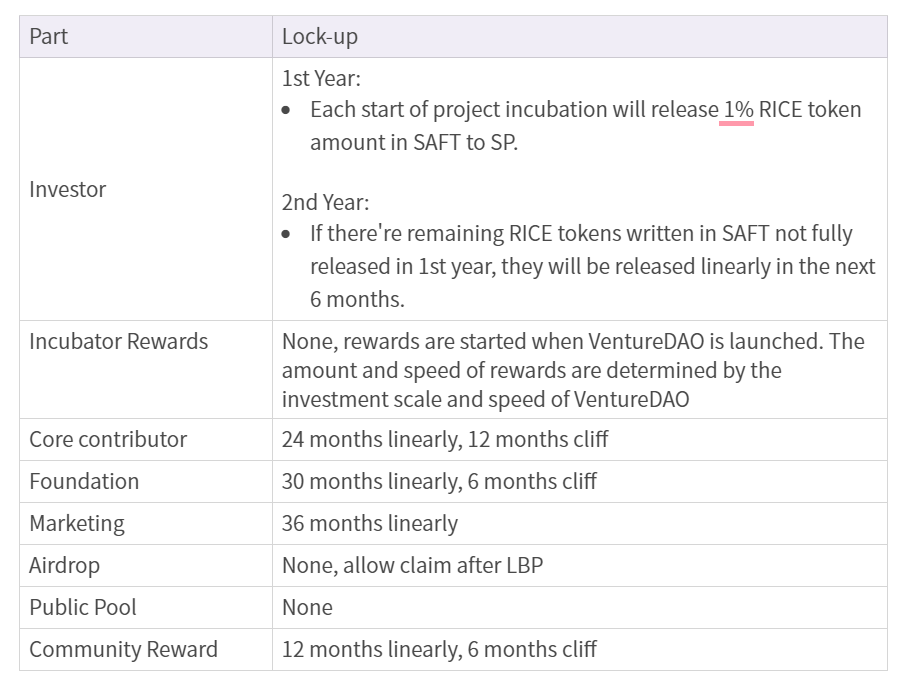 Part
Lock-up
Investor
1st Year:
• Each start of project incubation will release 1% RICE token
amount in SAFT to SP.
2nd Year:
• If there're remaining RICE tokens written in SAFT not fully
released in 1st year, they will be released linearly in the next
6 months.
Incubator Rewards
None, rewards are started when VentureDAO is launched. The
amount and speed of rewards are determined by the
investment scale and speed of VentureDAO
Core contributor
24 months linearly, 12 months cliff
Foundation
30 months linearly, 6 months cliff
Marketing
36 months linearly
Airdrop
None, allow claim after LBP
Public Pool
None
Community Reward
12 months linearly, 6 months cliff